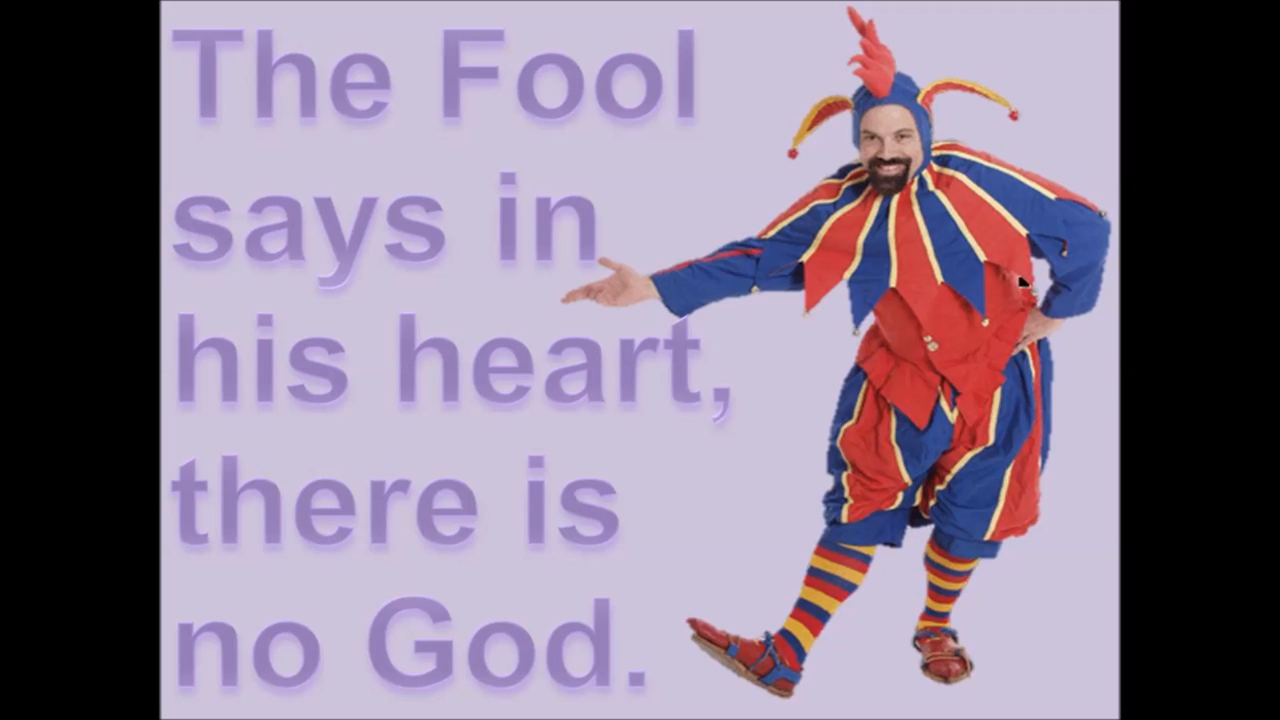 The Fool
says in
his heart,
there is
no God.